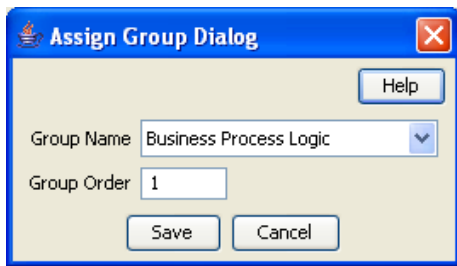 Assign Group Dialog
Help
Group Name Business Process Logic
Group Order 1
Save Cancel